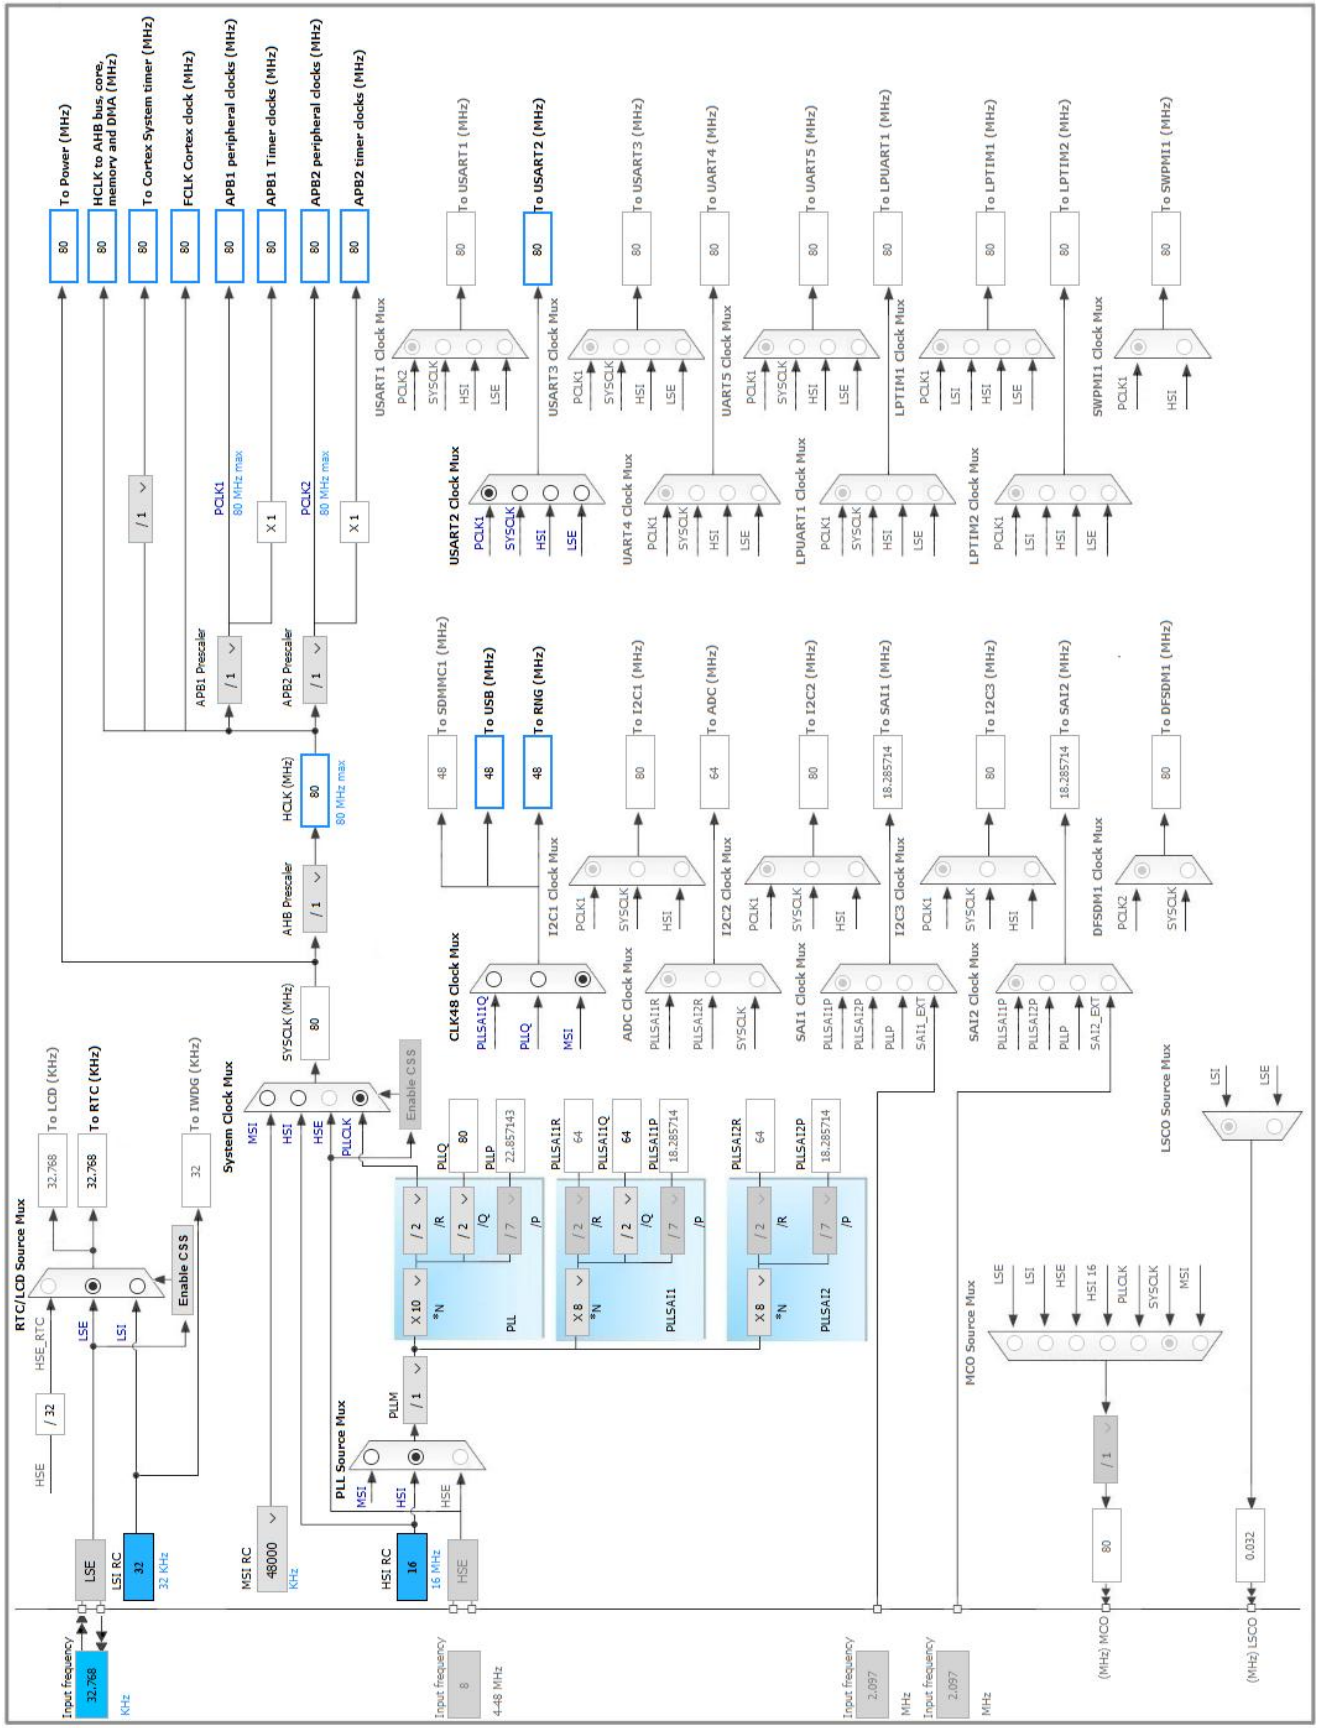 Input frequency
32.768
KHz
LSE
LSI RC
32
32 KHz
HSE
/ 32
HSE_RTC
LSE
LSI
RTC/LCD Source Mux
Enable CSS
32.768
To LCD (KHz)
32.768
To RTC (KHz)
32
To IWDG (KHz)
MSI RC
48000
KHz
HSI RC
16
16 MHz
Input frequency
8
4-48 MHz
HSE
PLL Source Mux
MSI
HSI
HSE
PLLM
/ 1
X 10
*N
PLL
/ 2
/R
/ 2
/Q
/ 7
/P
PLLQ
80
PLLP
22.857143
X 8
*N
PLLSAI1
/ 2
/R
/ 2
/Q
/ 7
/P
PLLSAI1R
64
PLLSAI1Q
64
PLLSAI1P
18.285714
X 8
*N
PLLSAI2
/ 2
/R
/ 7
/P
PLLSAI2R
64
PLLSAI2P
18.285714
System Clock Mux
MSI
HSI
HSE
PLLCLK
Enable CSS
SYSCLK (MHz)
80
AHB Prescaler
/ 1
HCLK (MHz)
80
80 MHz max
APB1 Prescaler
/ 1
APB2 Prescaler
/ 1
/ 1
PCLK1
80 MHz max
X 1
PCLK2
80 MHz max
X 1
80
To Power (MHz)
80
HCLK to AHB bus, core,
memory and DMA (MHz)
80
To Cortex System timer (MHz)
80
FCLK Cortex clock (MHz)
80
APB1 peripheral clocks (MHz)
80
APB1 Timer clocks (MHz)
80
APB2 peripheral clocks (MHz)
80
APB2 timer clocks (MHz)
CLK48 Clock Mux
PLLSAI1Q
PLLQ
MSI
48
To SDMMC1 (MHz)
48
To USB (MHz)
48
To RNG (MHz)
I2C1 Clock Mux
PCLK1
SYSCLK
HSI
80
To I2C1 (MHz)
ADC Clock Mux
PLLSAI1R
PLLSAI2R
SYSCLK
64
To ADC (MHz)
I2C2 Clock Mux
PCLK1
SYSCLK
HSI
80
To I2C2 (MHz)
SAI1 Clock Mux
PLLSAI1P
PLLSAI2P
PLLP
SAI1_EXT
18.285714
To SAI1 (MHz)
I2C3 Clock Mux
PCLK1
SYSCLK
HSI
80
To I2C3 (MHz)
SAI2 Clock Mux
PLLSAI1P
PLLSAI2P
PLLP
SAI2_EXT
18.285714
To SAI2 (MHz)
DFSDM1 Clock Mux
PCLK2
SYSCLK
80
To DFSDM1 (MHz)
USART1 Clock Mux
PCLK2
SYSCLK
HSI
LSE
80
To USART1 (MHz)
USART2 Clock Mux
PCLK1
SYSCLK
HSI
LSE
80
To USART2 (MHz)
USART3 Clock Mux
PCLK1
SYSCLK
HSI
LSE
80
To USART3 (MHz)
UART4 Clock Mux
PCLK1
SYSCLK
HSI
LSE
80
To UART4 (MHz)
UART5 Clock Mux
PCLK1
SYSCLK
HSI
LSE
80
To UART5 (MHz)
LPUART1 Clock Mux
PCLK1
SYSCLK
HSI
LSE
80
To LPUART1 (MHz)
LPTIM1 Clock Mux
PCLK1
LSI
HSI
LSE
80
To LPTIM1 (MHz)
LPTIM2 Clock Mux
PCLK1
LSI
HSI
LSE
80
To LPTIM2 (MHz)
SWPMI1 Clock Mux
PCLK1
HSI
80
To SWPMI1 (MHz)
Input frequency
2.097
MHz
Input frequency
2.097
MHz
MCO Source Mux
LSE
LSI
HSE
HSI 16
PLLCLK
SYSCLK
MSI
/ 1
80
(MHz) MCO
LSCO Source Mux
LSI
LSE
0.032
(MHz) LSCO